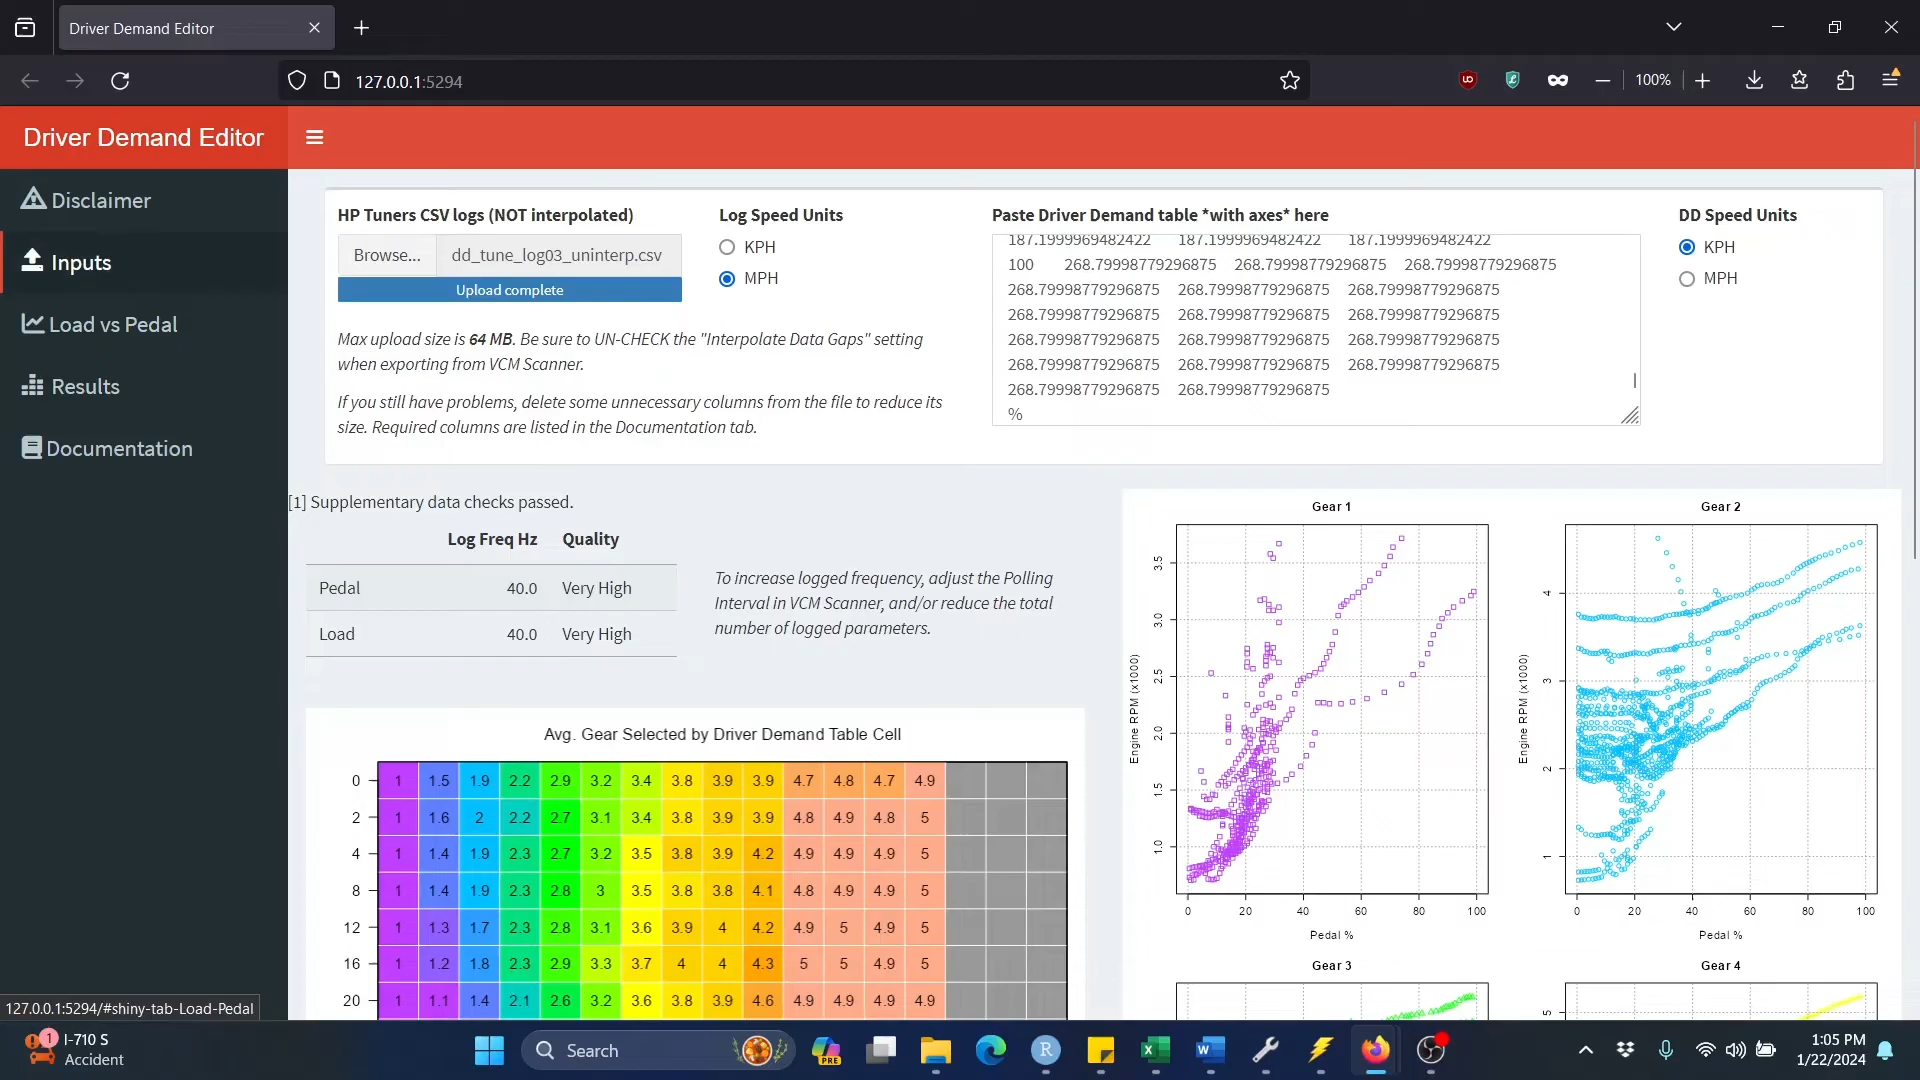 Driver Demand Editor
127.0.0.1:5294
100%
Driver Demand Editor
Disclaimer
Inputs
Load vs Pedal
Results
Documentation
HP Tuners CSV logs (NOT interpolated)
Browse... dd_tune_log03_uninterp.csv
Upload complete
Log Speed Units
KPH
MPH
Max upload size is 64 MB. Be sure to UN-CHECK the "Interpolate Data Gaps" setting
when exporting from VCM Scanner.
If you still have problems, delete some unnecessary columns from the file to reduce its
size. Required columns are listed in the Documentation tab.
Paste Driver Demand table *with axes* here
187.1999969482422 187.1999969482422 187.1999969482422
100 268.79998779296875 268.79998779296875 268.79998779296875
268.79998779296875 268.79998779296875 268.79998779296875
268.79998779296875 268.79998779296875 268.79998779296875
268.79998779296875 268.79998779296875 268.79998779296875
268.79998779296875 268.79998779296875 268.79998779296875
268.79998779296875 268.79998779296875
%
DD Speed Units
KPH
MPH
[1] Supplementary data checks passed.
Log Freq Hz Quality
Pedal 40.0 Very High
Load 40.0 Very High
To increase logged frequency, adjust the Polling
Interval in VCM Scanner, and/or reduce the total
number of logged parameters.
Avg. Gear Selected by Driver Demand Table Cell
0 1 1.5 1.9 2.2 2.9 3.2 3.4 3.8 3.9 3.9 4.7 4.8 4.7 4.9
2 1 1.6 2 2.2 2.7 3.1 3.4 3.8 3.9 3.9 4.8 4.9 4.8 5
4 1 1.4 1.9 2.3 2.7 3.2 3.5 3.8 3.9 4.2 4.9 4.9 4.9 5
8 1 1.4 1.9 2.3 2.8 3 3.5 3.8 3.8 4.1 4.8 4.9 4.9 5
12 1 1.3 1.7 2.3 2.8 3.1 3.6 3.9 4 4.2 4.9 5 4.9 5
16 1 1.2 1.8 2.3 2.9 3.3 3.7 4 4 4.3 5 5 4.9 5
20 1 1.1 1.4 2.1 2.6 3.2 3.6 3.8 3.9 4.6 4.9 4.9 4.9 4.9
Gear 1
Engine RPM (x1000)
3.5
3.0
2.5
2.0
1.5
1.0
0 20 40 60 80 100
Pedal %
Gear 2
Engine RPM (x1000)
4
3
2
1
0 20 40 60 80 100
Pedal %
Gear 3
Gear 4
5
127.0.0.1:5294/#shiny-tab-Load-Pedal
1
I-710 S
Accident
Search
PRE
1:05 PM
1/22/2024